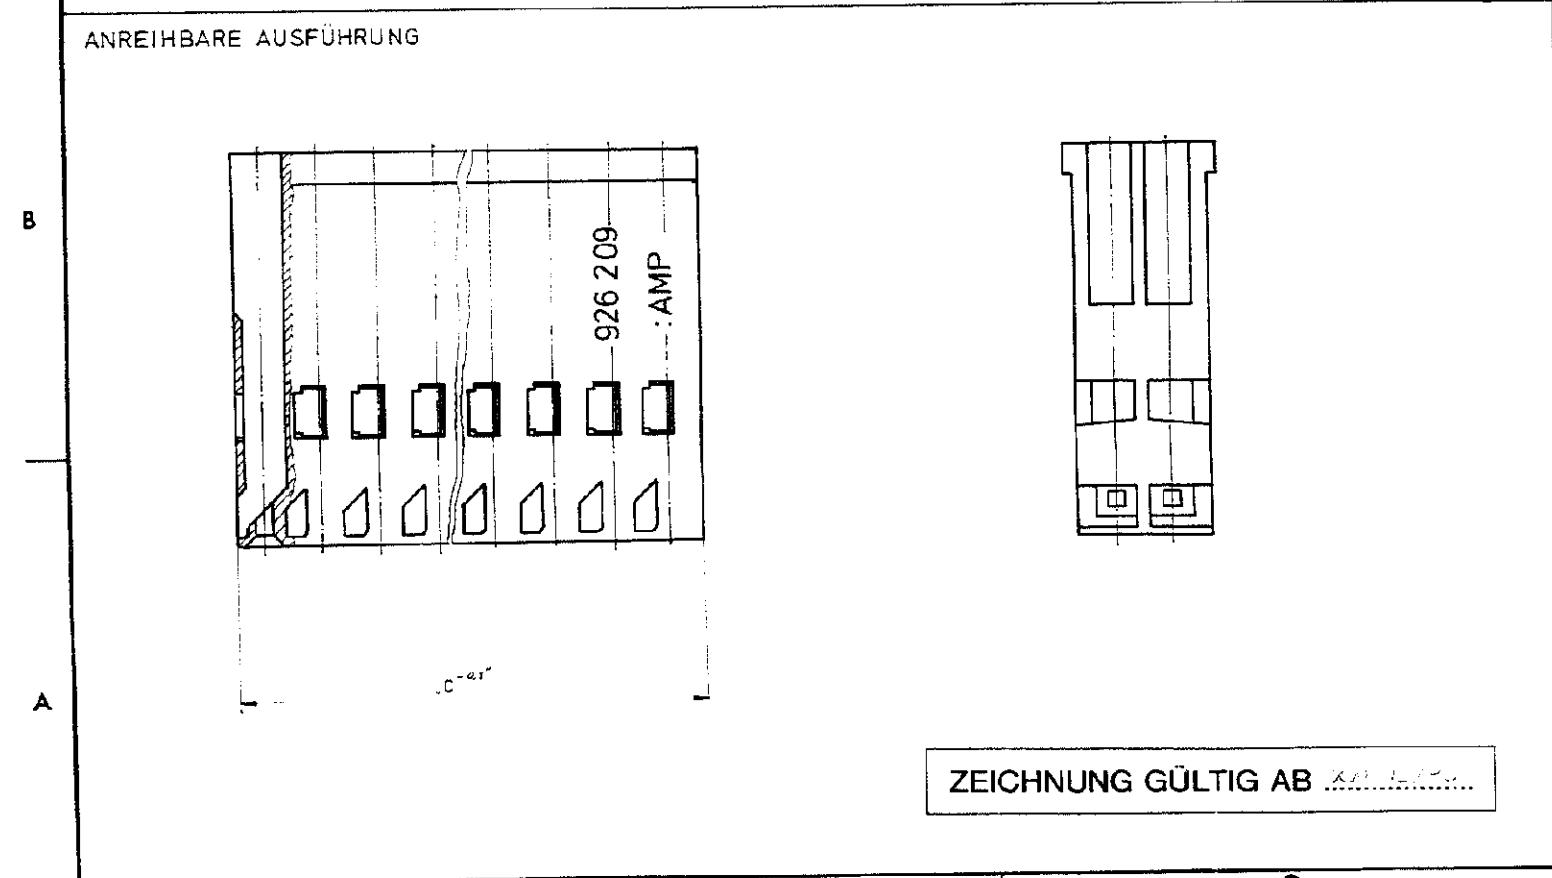 ANREIHBARE AUSFÜHRUNG
B
926 209
:AMP
A
ZEICHNUNG GÜLTIG AB